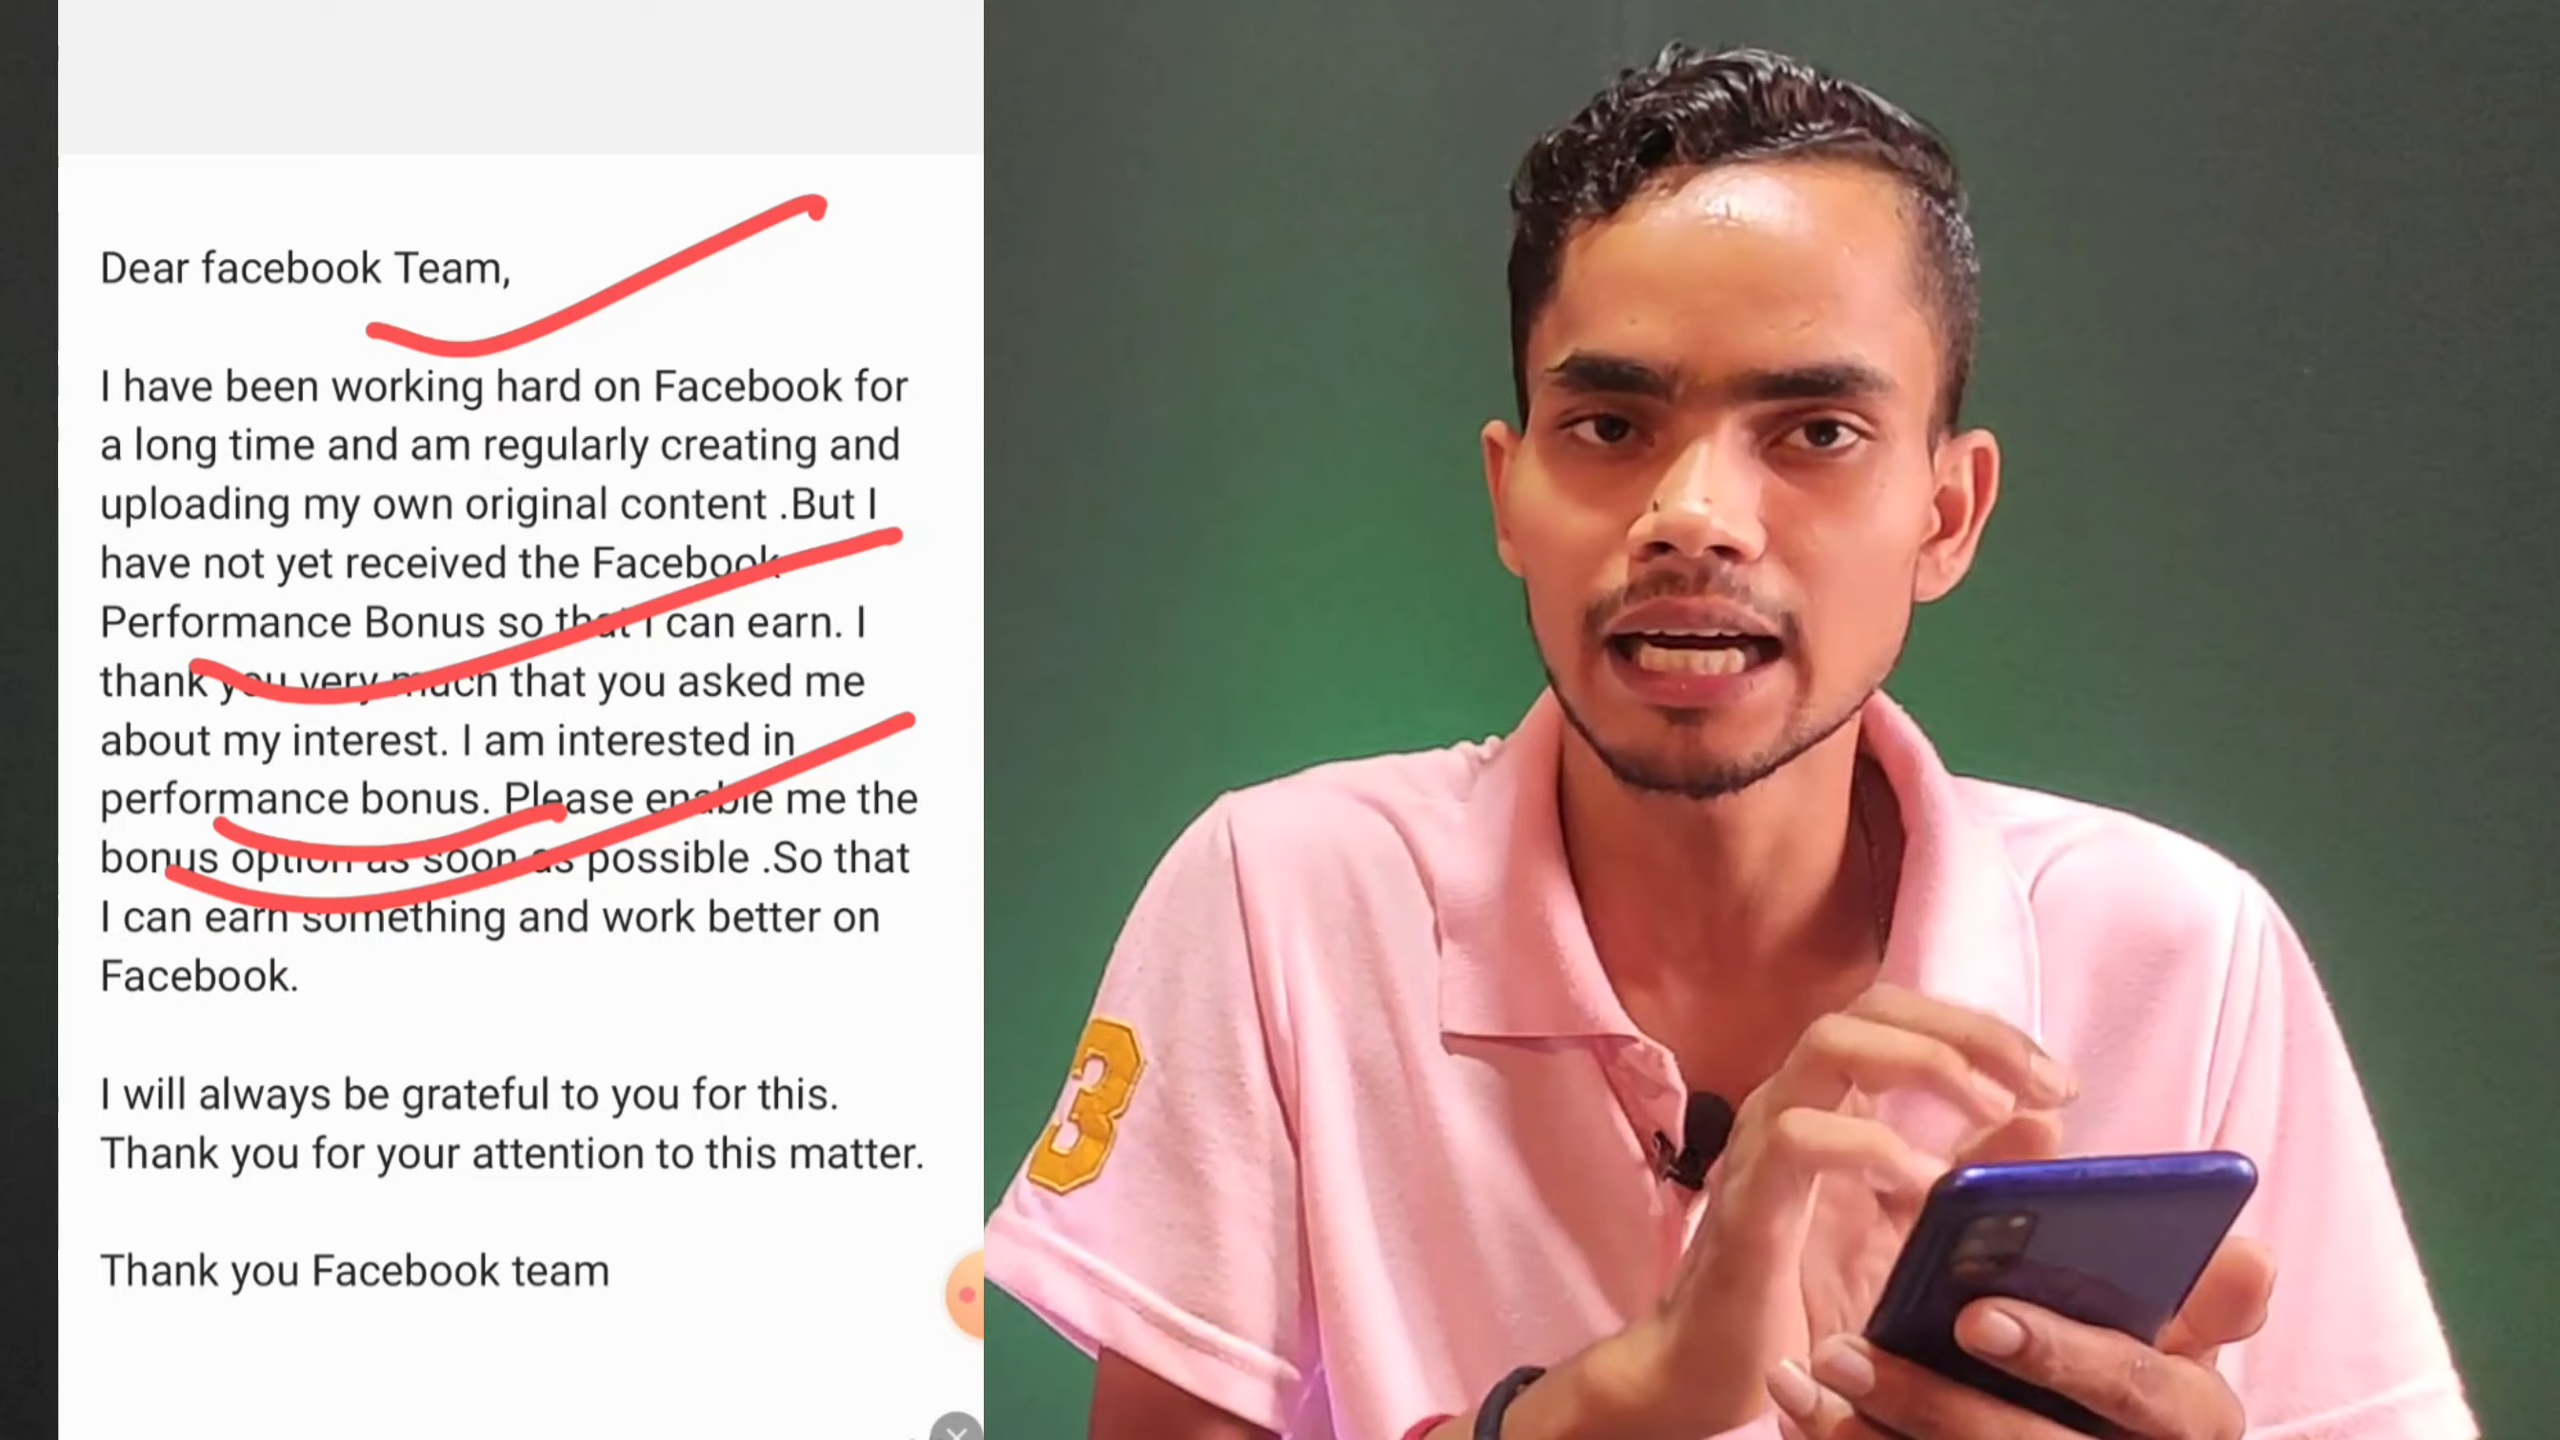 Dear facebook Team,
I have been working hard on Facebook for
a long time and am regularly creating and
uploading my own original content .But I
have not yet received the Facebook
Performance Bonus so that I can earn. I
thank you very much that you asked me
about my interest. I am interested in
performance bonus. Please enable me the
bonus option as soon as possible .So that
I can earn something and work better on
Facebook.
I will always be grateful to you for this.
Thank you for your attention to this matter.
Thank you Facebook team
3